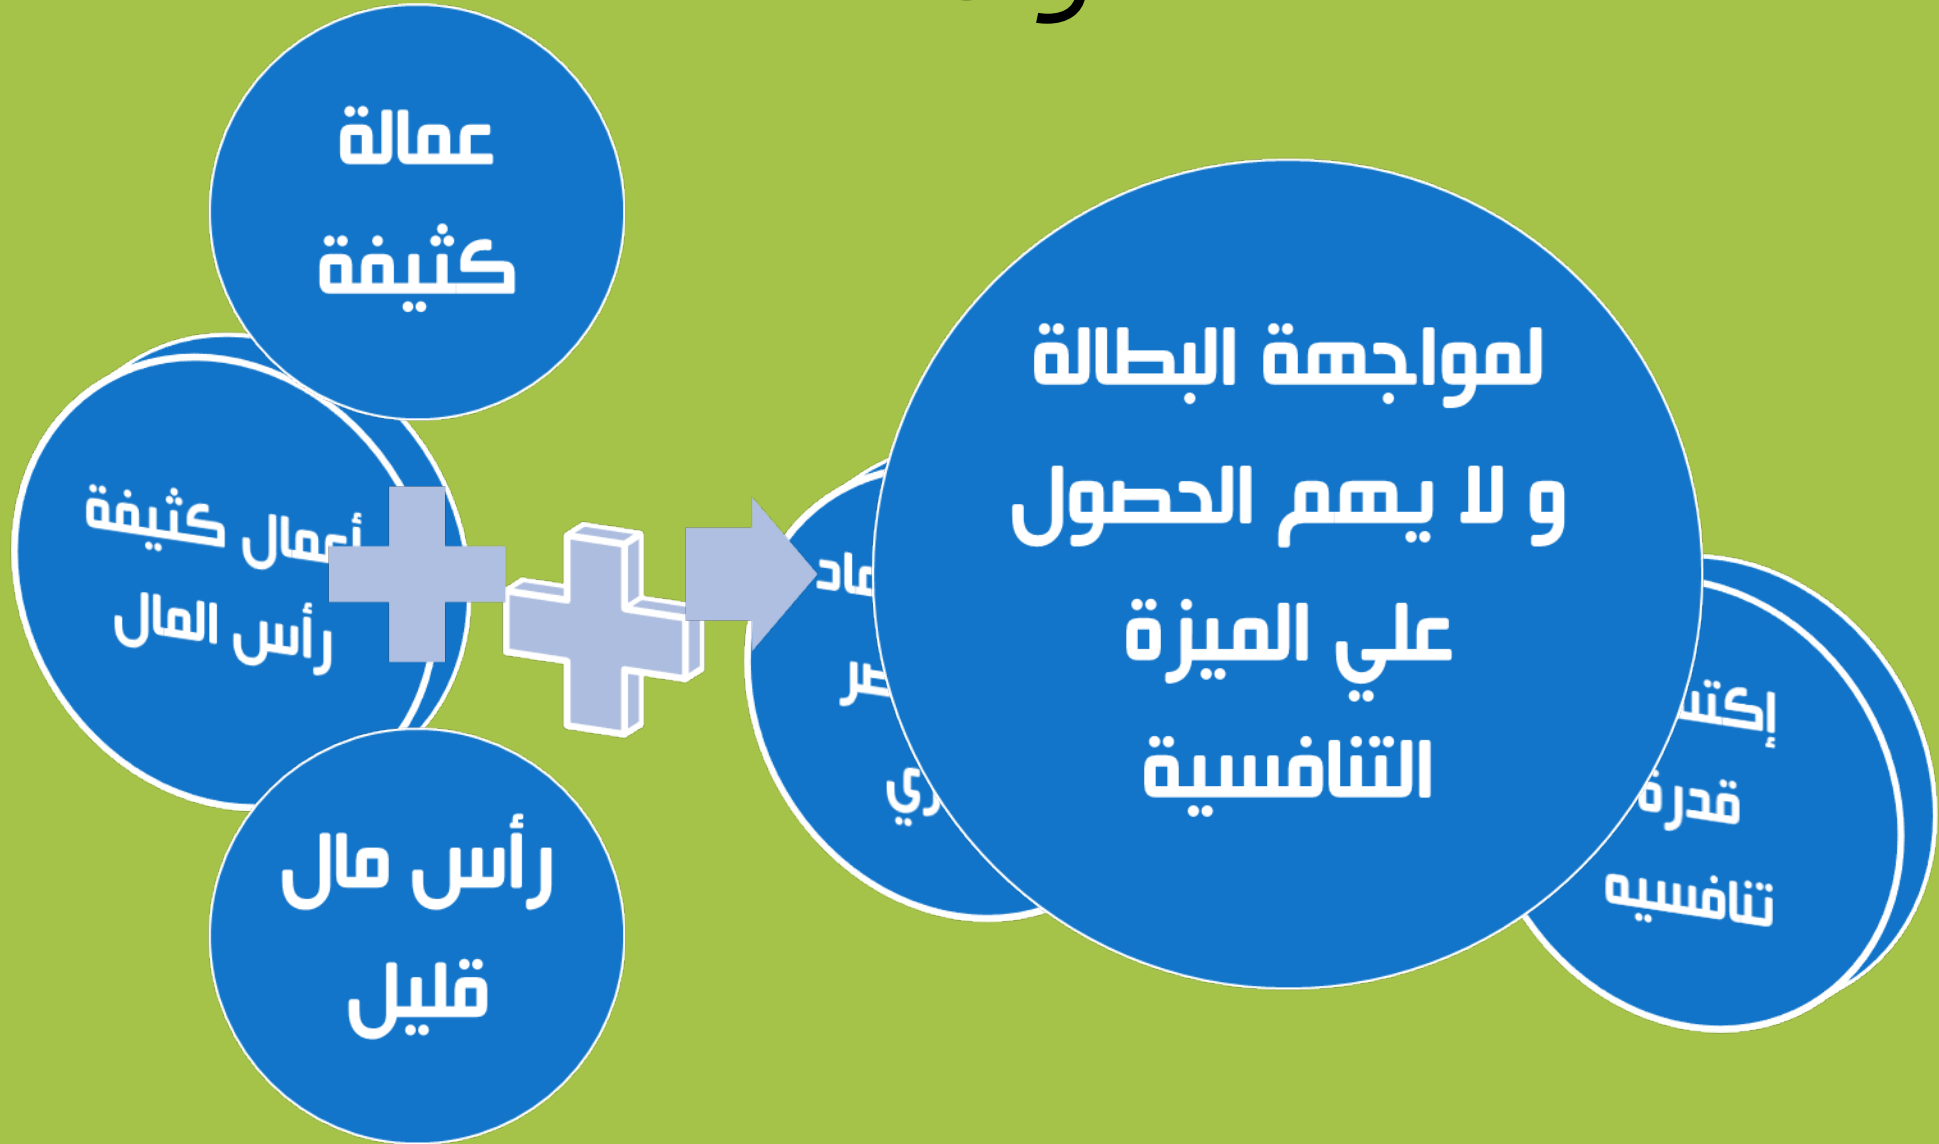 عمالة
كثيفة
أعمال كثيفة
رأس المال
رأس مال
قليل
لمواجهة البطالة
و لا يهم الحصول
علي الميزة
التنافسية
قدرة
تنافسيه